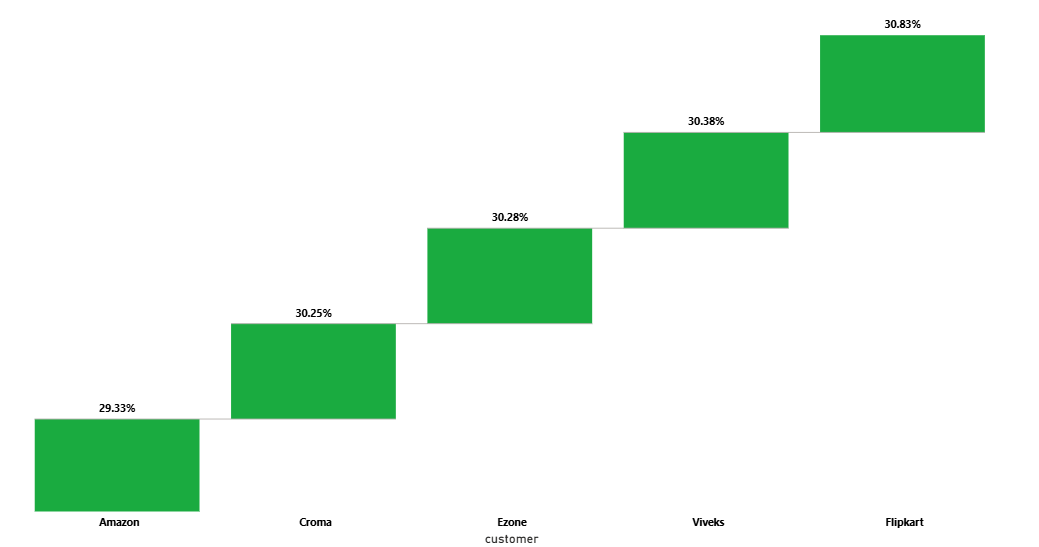 30.83%
30.38%
30.28%
30.25%
29.33%
Amazon Croma Ezone Viveks Flipkart
customer